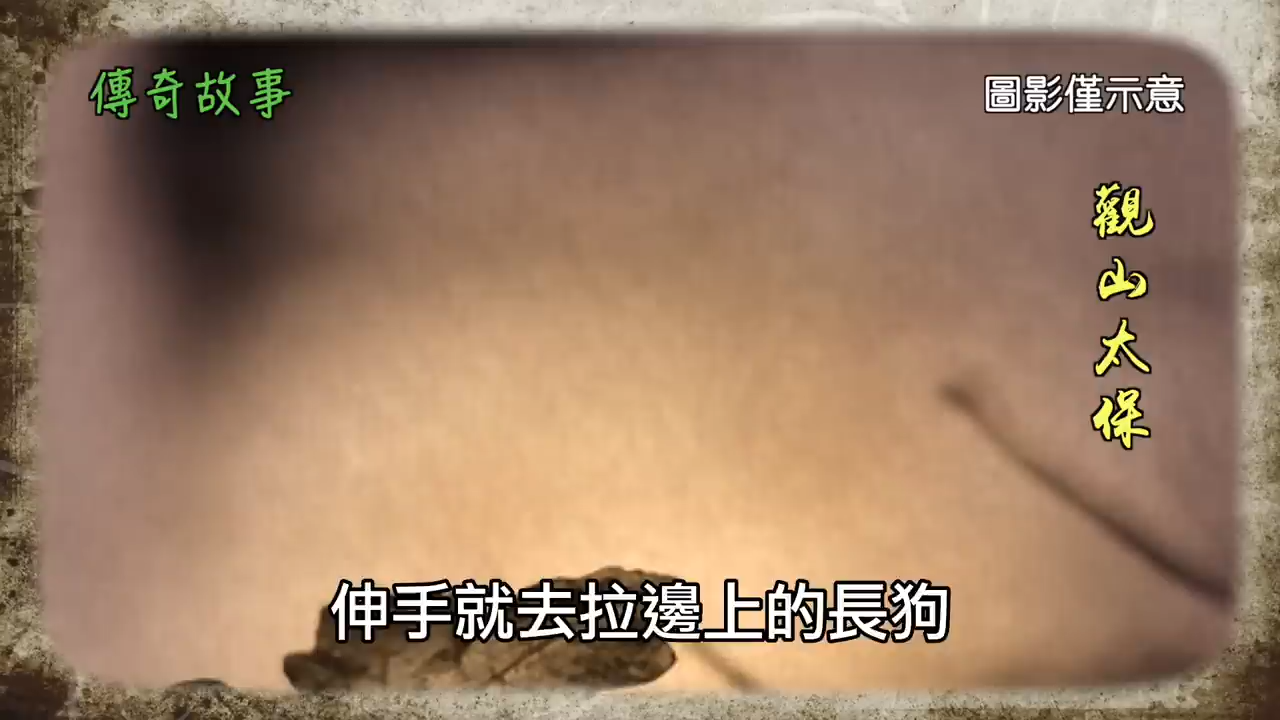 傳奇故事
圖影僅示意
觀山太保
伸手就去拉邊上的長狗